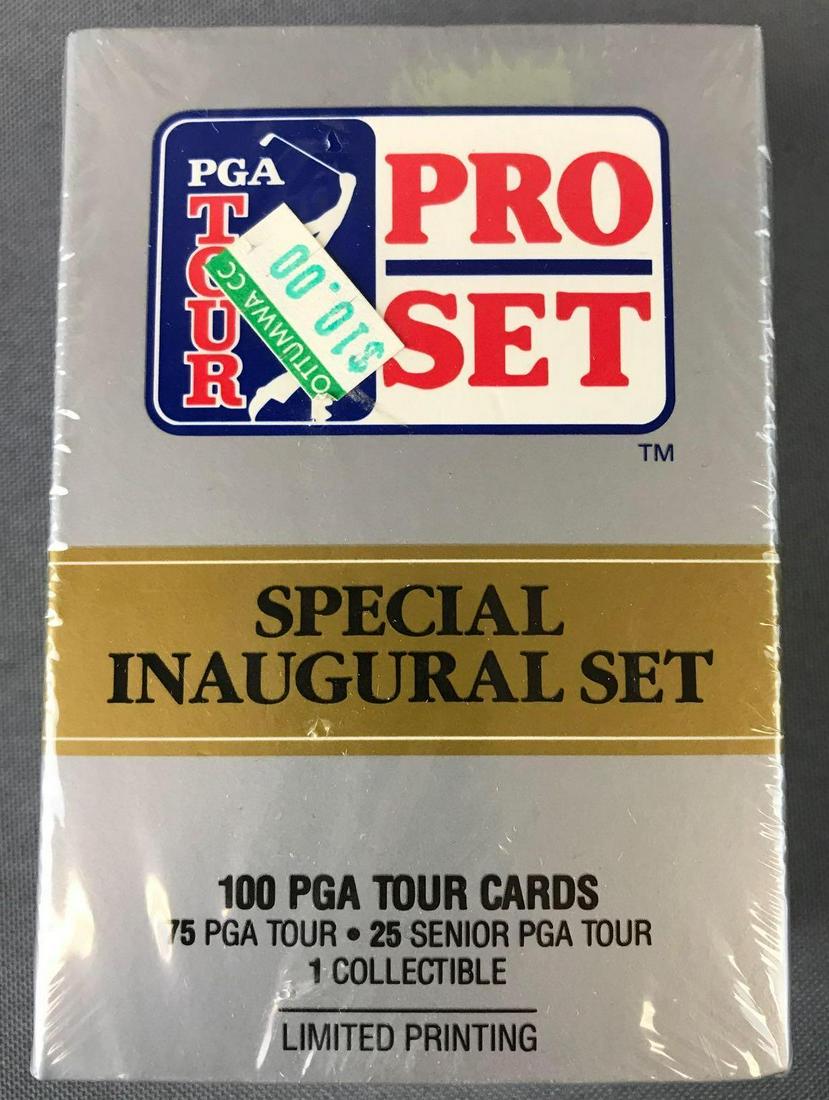 PGA
TOUR
PRO
SET
$10.00
OTTUMWA CC
TM
SPECIAL
INAUGURAL SET
100 PGA TOUR CARDS
75 PGA TOUR • 25 SENIOR PGA TOUR
1 COLLECTIBLE
LIMITED PRINTING